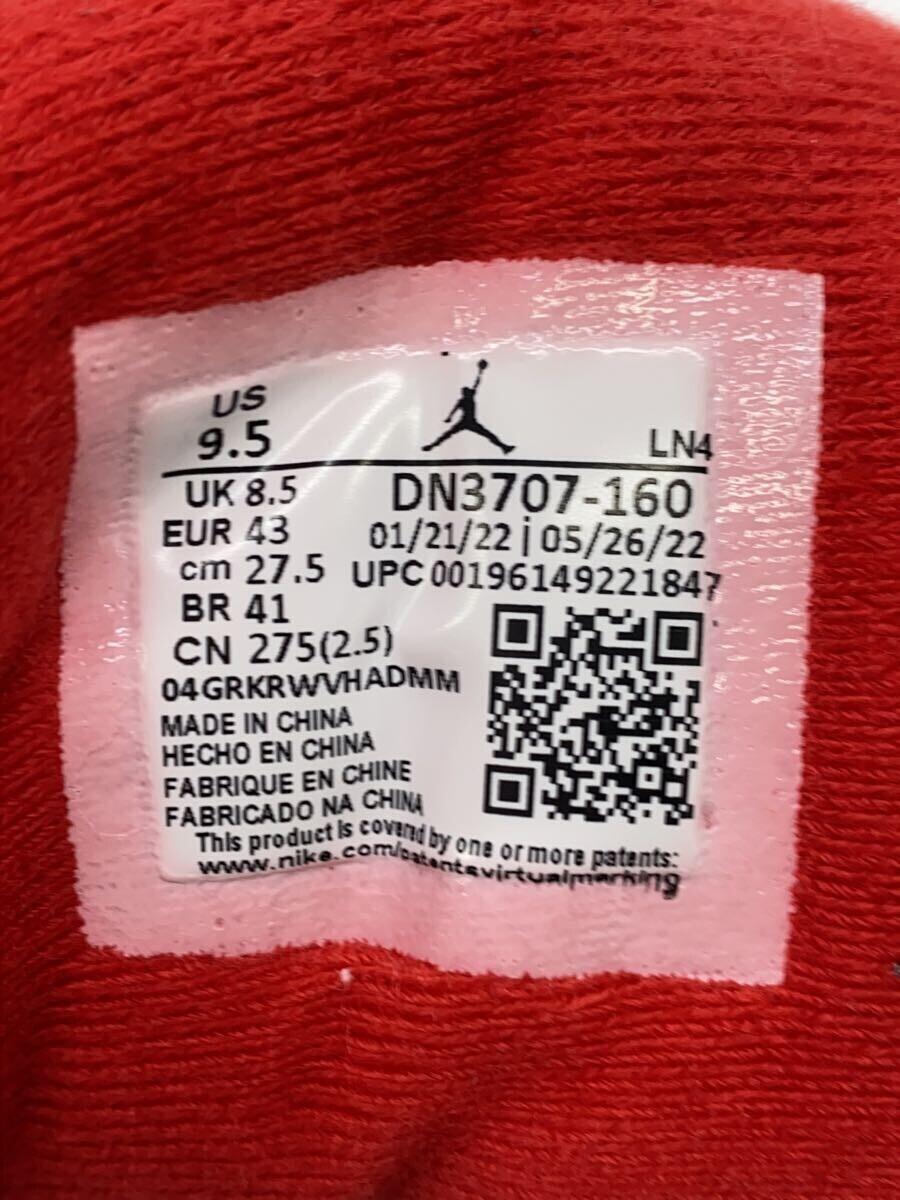 US
9.5
LN4
UK 8.5
DN3707-160
EUR 43
01/21/22 | 05/26/22
cm 27.5
UPC 00196149221847
BR 41
CN 275(2.5)
04GRKRWVHADMM
MADE IN CHINA
HECHO EN CHINA
FABRIQUE EN CHINE
FABRICADO NA CHINA
This product is covered by one or more patents:
www.nike.com/patentsvirtualmarking